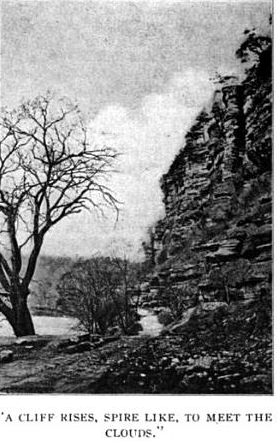 "A CLIFF RISES, SPIRE LIKE, TO MEET THE
CLOUDS."